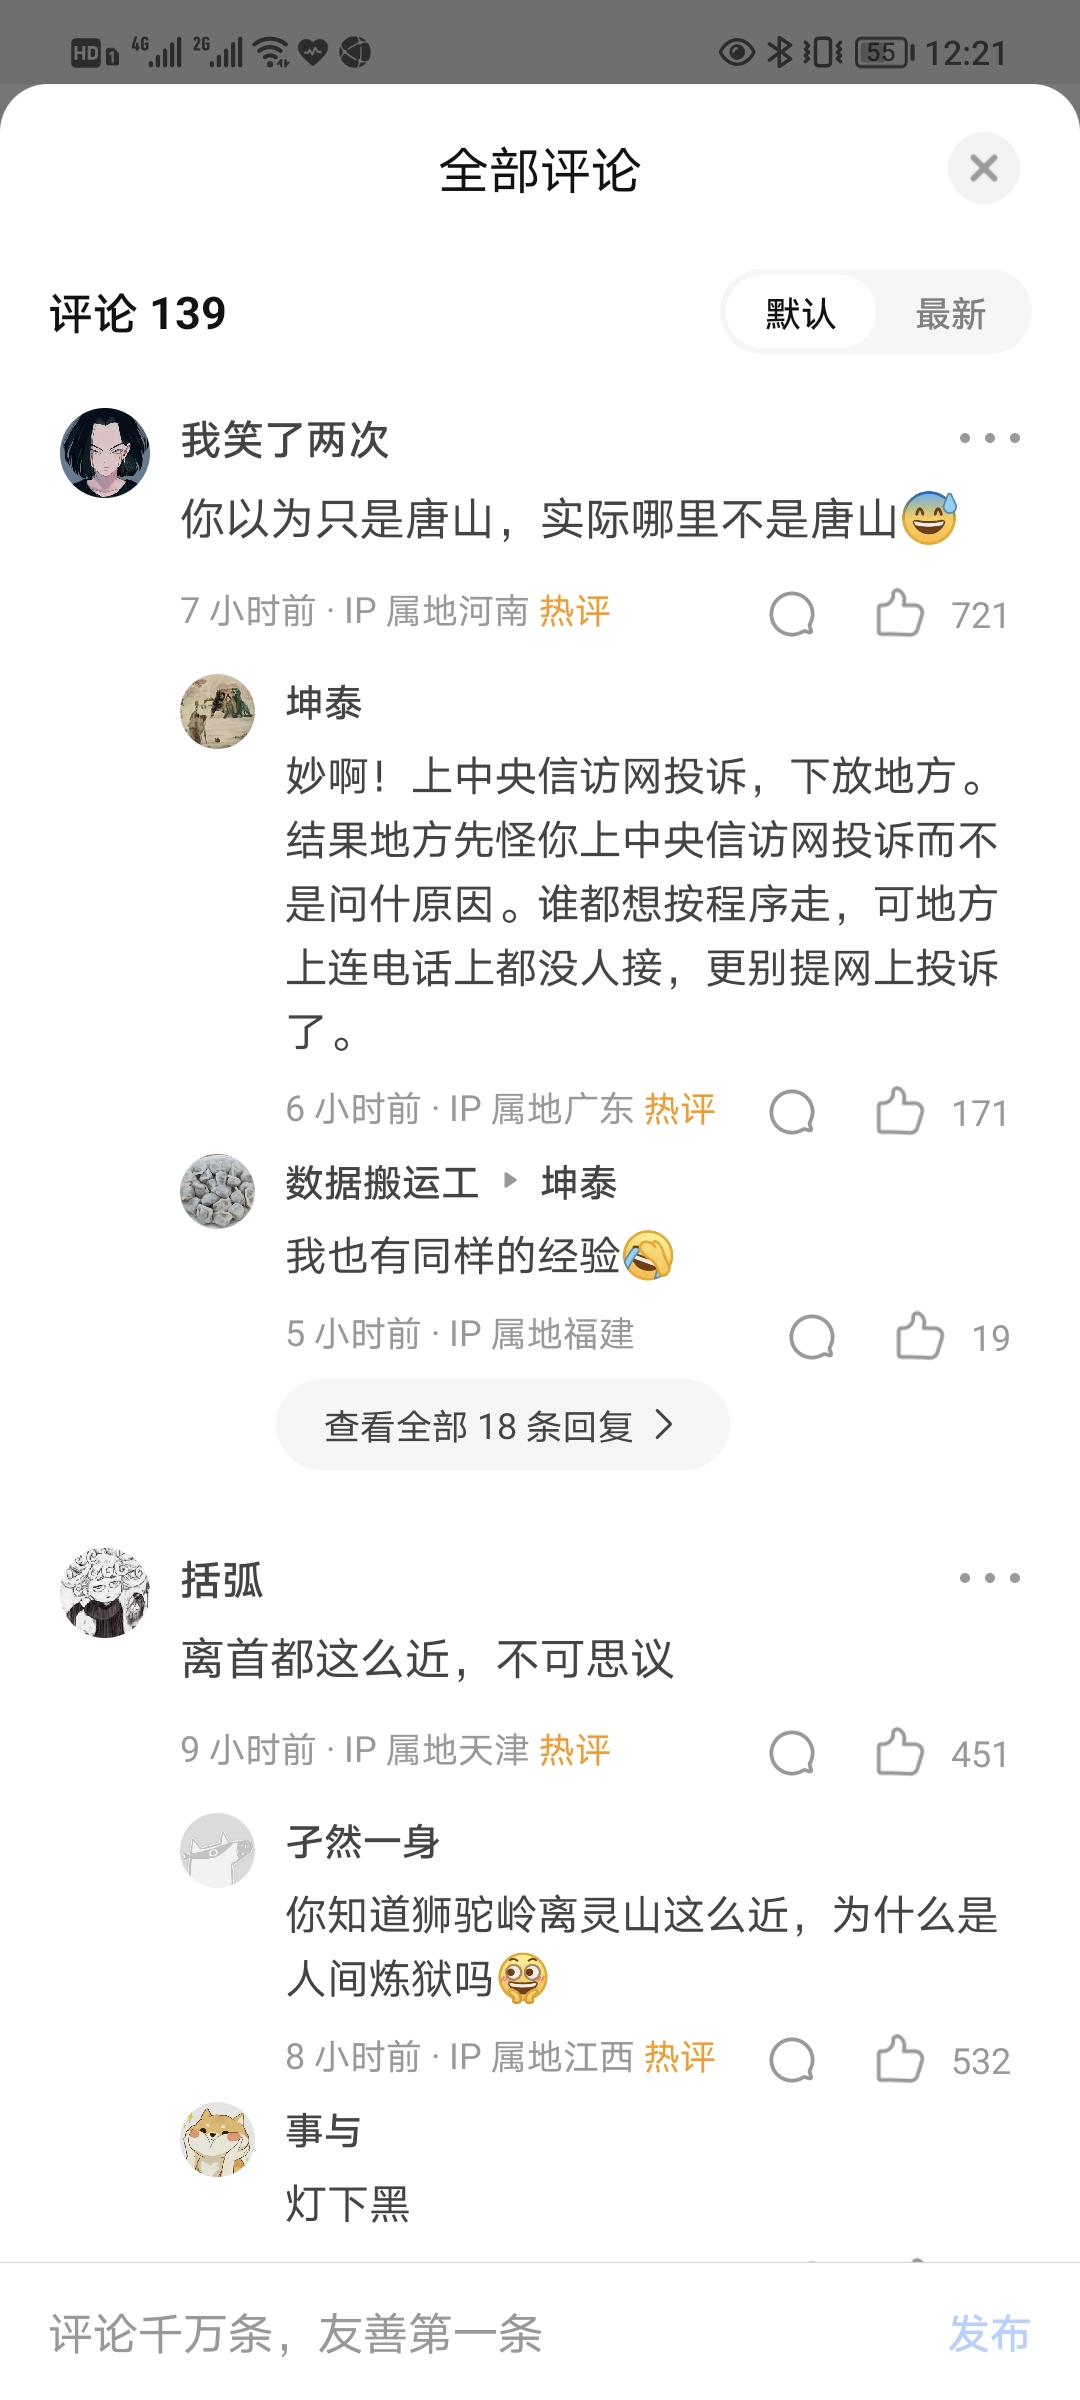 HD 1 4G 2G 55 12:21
全部评论
评论 139
默认 最新
我笑了两次
你以为只是唐山，实际哪里不是唐山
7 小时前 · IP 属地河南 热评 721
坤泰
妙啊！上中央信访网投诉，下放地方。
结果地方先怪你上中央信访网投诉而不
是问什原因。谁都想按程序走，可地方
上连电话上都没人接，更别提网上投诉
了。
6 小时前 · IP 属地广东 热评 171
数据搬运工 ▸ 坤泰
我也有同样的经验
5 小时前 · IP 属地福建 19
查看全部 18 条回复
括弧
离首都这么近，不可思议
9 小时前 · IP 属地天津 热评 451
孑然一身
你知道狮驼岭离灵山这么近，为什么是
人间炼狱吗
8 小时前 · IP 属地江西 热评 532
事与
灯下黑
评论千万条，友善第一条 发布